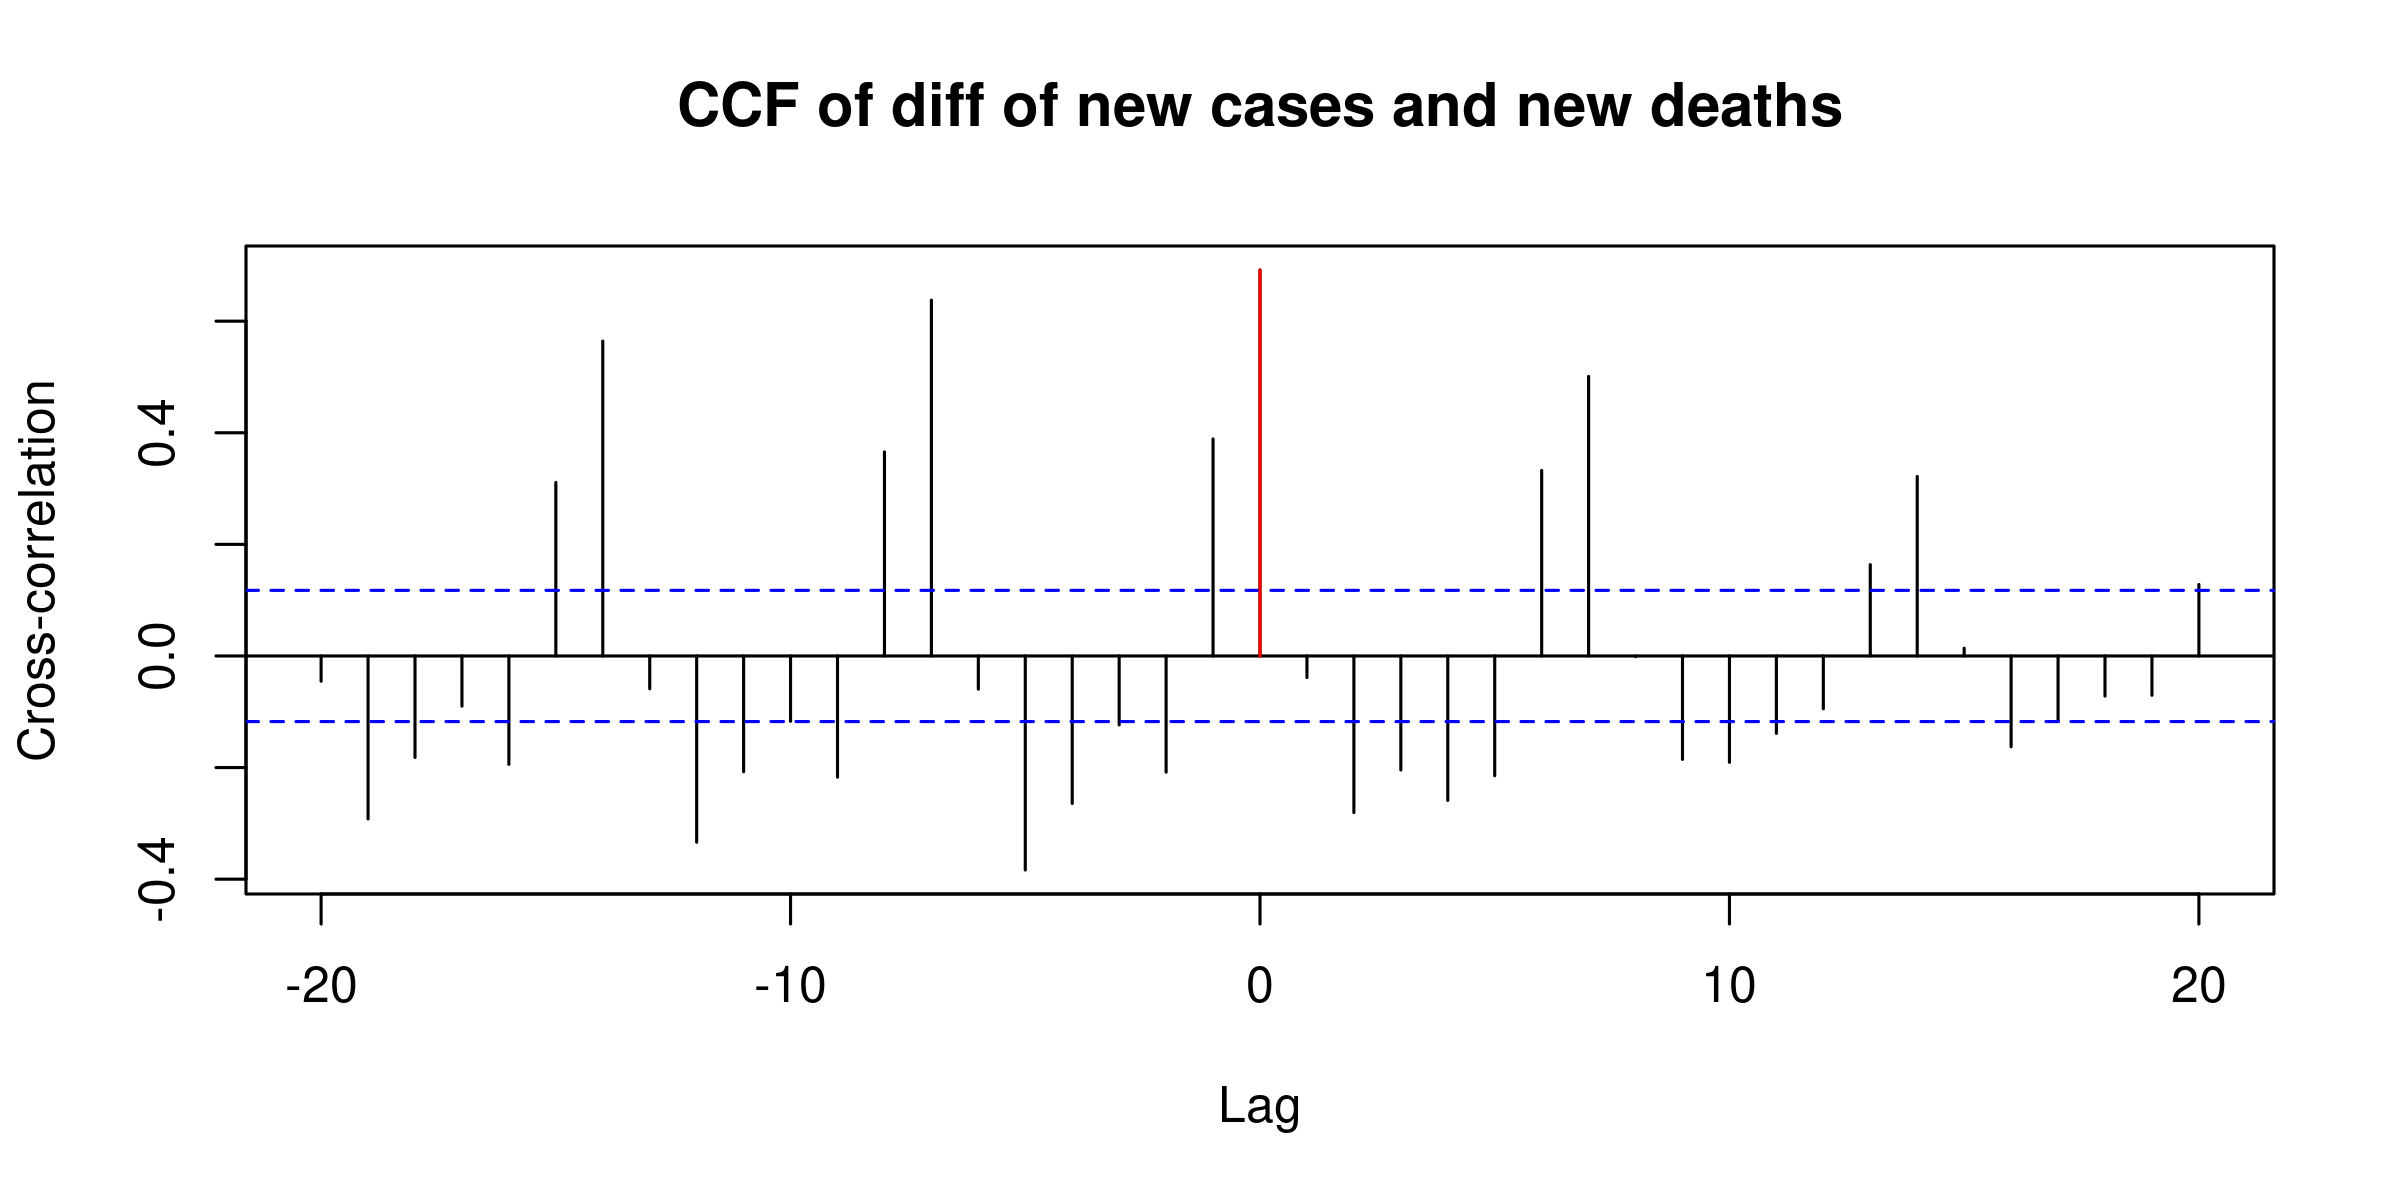 CCF of diff of new cases and new deaths
Cross-correlation
0.4
0.0
-0.4
-20 -10 0 10 20
Lag